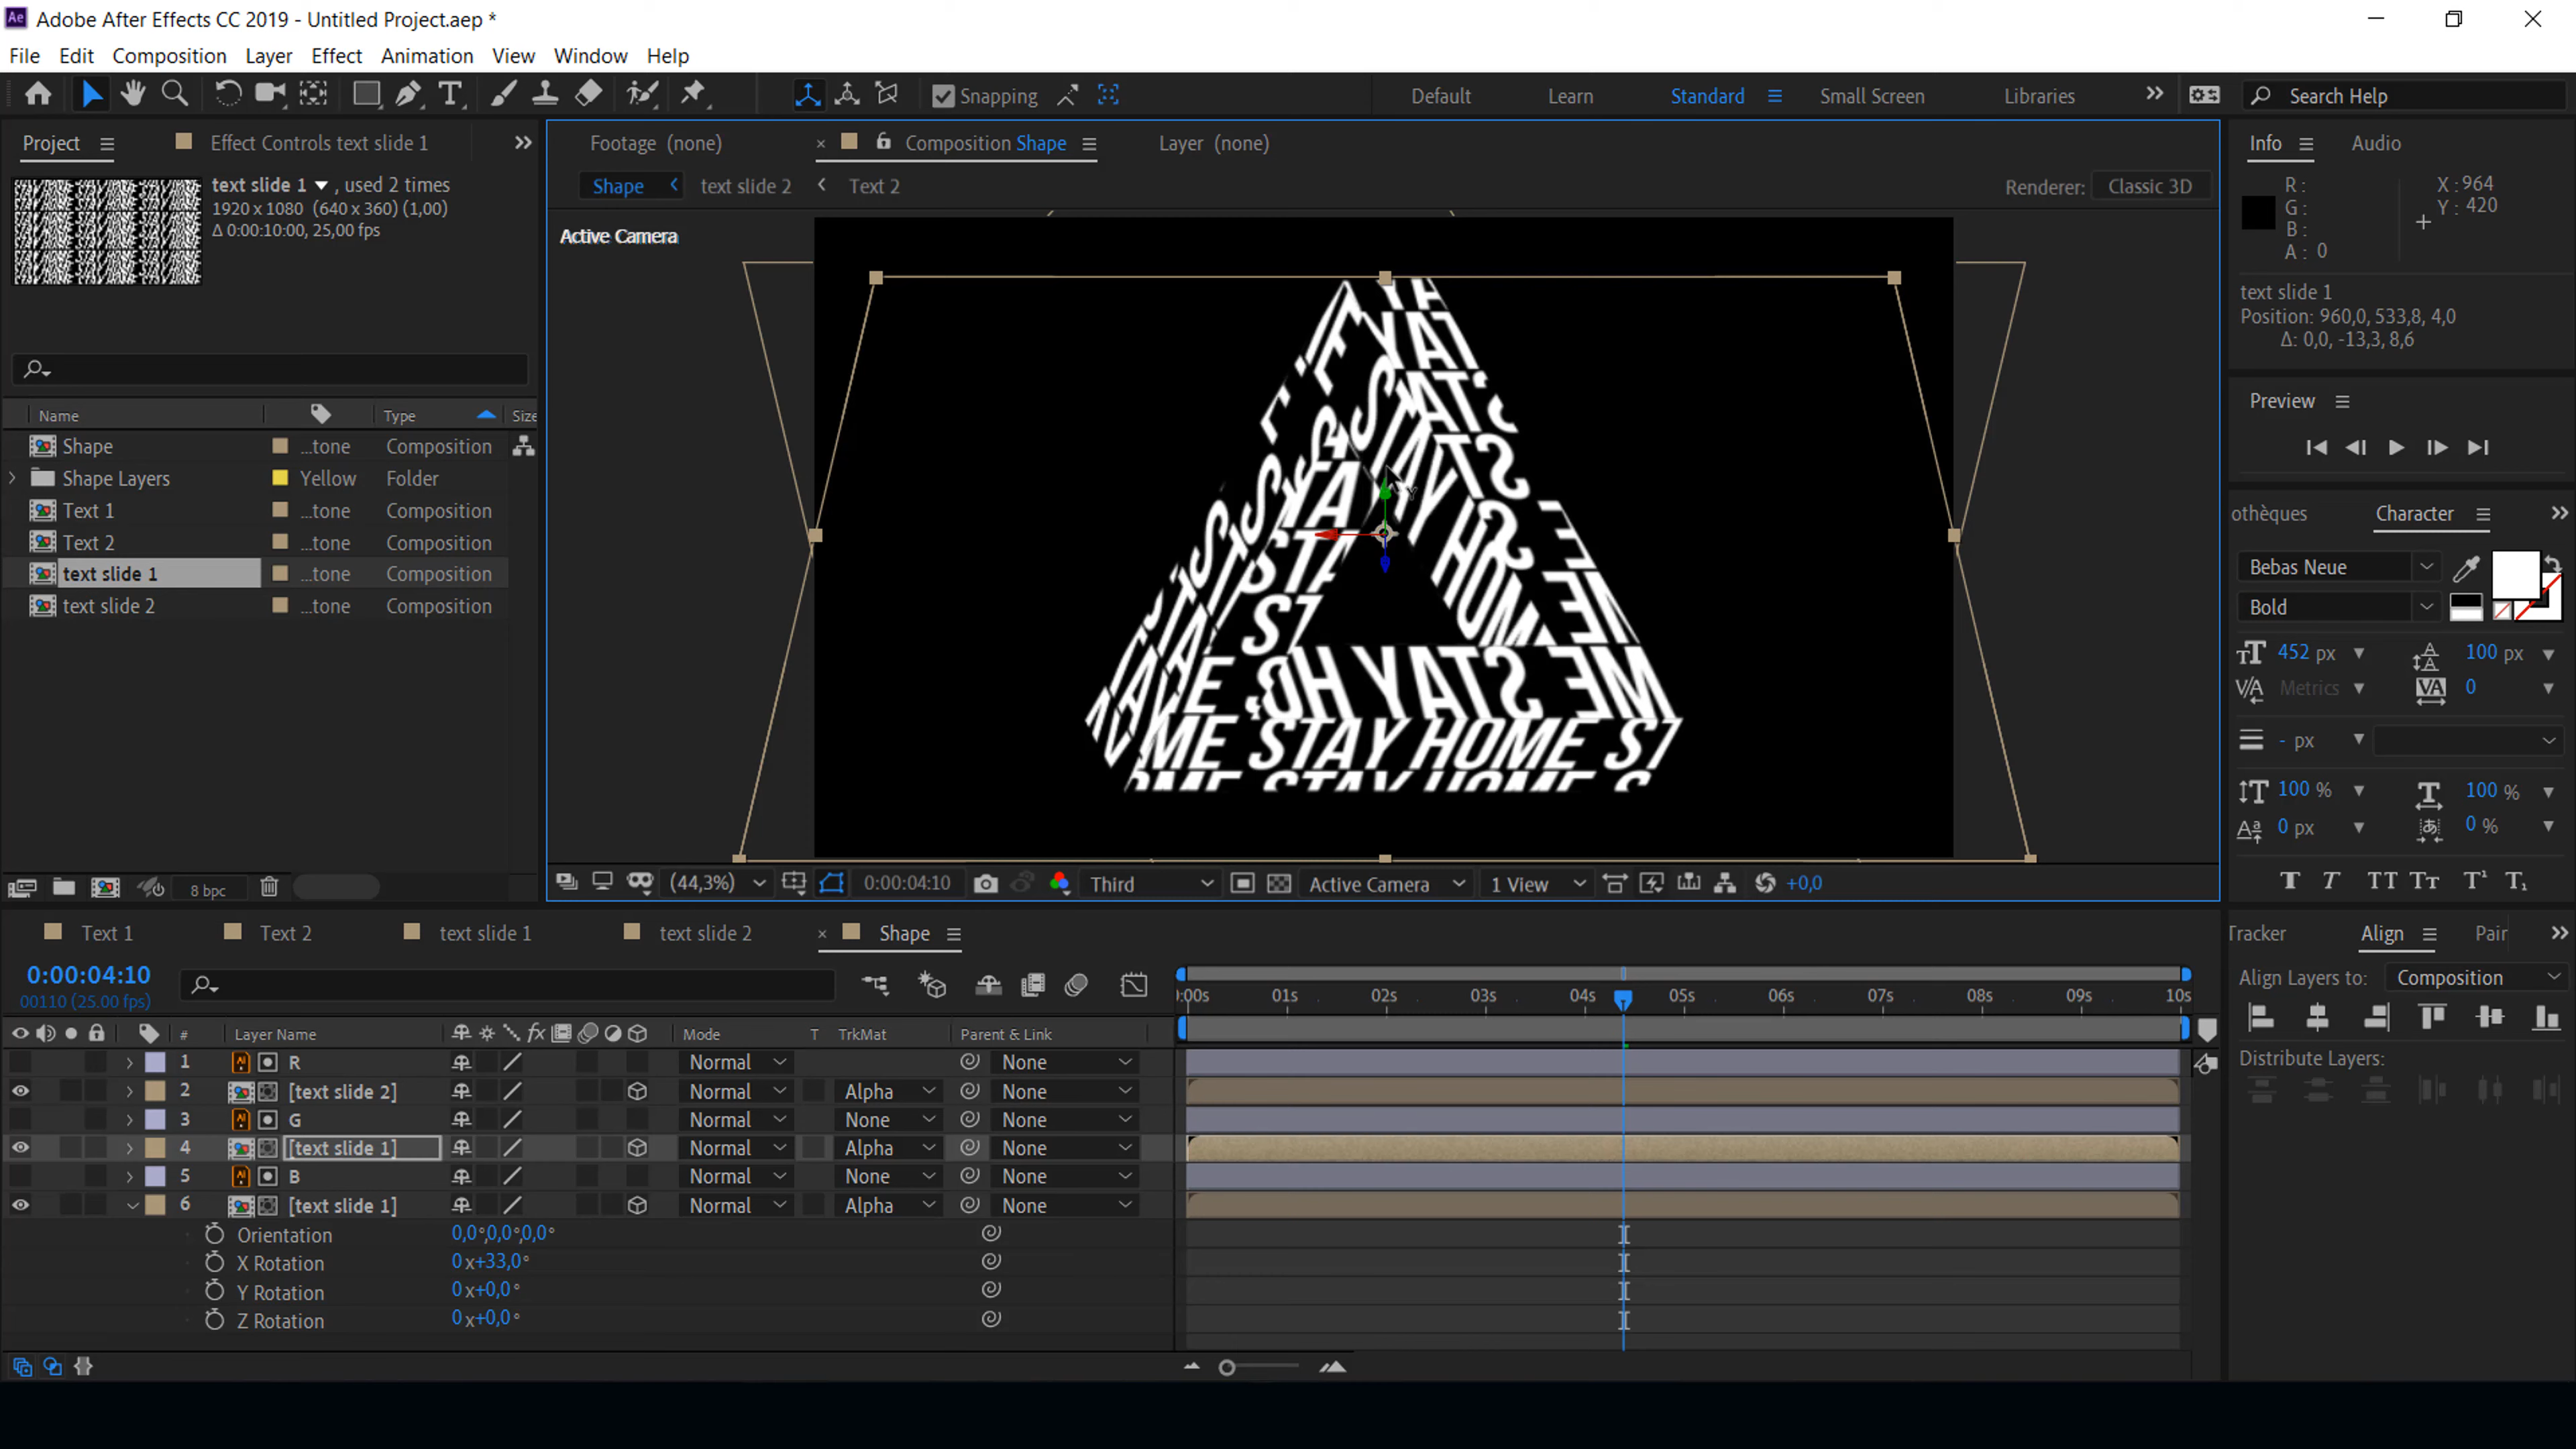 Adobe After Effects CC 2019 - Untitled Project.aep *
File Edit Composition Layer Effect Animation View Window Help
Snapping Default Learn Standard Small Screen Libraries Search Help
Project Effect Controls text slide 1
text slide 1 , used 2 times
1920 x 1080 (640 x 360) (1,00)
Δ 0:00:10:00, 25,00 fps
Name Type Size
Shape ...tone Composition
Shape Layers Yellow Folder
Text 1 ...tone Composition
Text 2 ...tone Composition
text slide 1 ...tone Composition
text slide 2 ...tone Composition
8 bpc
Footage (none) Composition Shape Layer (none)
Shape text slide 2 Text 2
Renderer: Classic 3D
Active Camera
STAY HOME
ME STAY HOME
(44,3%) 0:00:04:10 Third Active Camera 1 View +0,0
Info Audio
R :
G :
B :
A : 0
X : 964
Y : 420
text slide 1
Position: 960,0, 533,8, 4,0
Δ: 0,0, -13,3, 8,6
Preview
othèques Character
Bebas Neue
Bold
452 px 100 px
Metrics 0
- px
100 % 100 %
0 px 0 %
Tracker Align Pair
Align Layers to: Composition
Distribute Layers:
Text 1 Text 2 text slide 1 text slide 2 Shape
0:00:04:10
00110 (25.00 fps)
:00s 01s 02s 03s 04s 05s 06s 07s 08s 09s 10s
# Layer Name Mode T TrkMat Parent & Link
1 R Normal None
2 [text slide 2] Normal Alpha None
3 G Normal None None
4 [text slide 1] Normal Alpha None
5 B Normal None None
6 [text slide 1] Normal Alpha None
Orientation 0,0°,0,0°,0,0°
X Rotation 0x+33,0°
Y Rotation 0x+0,0°
Z Rotation 0x+0,0°